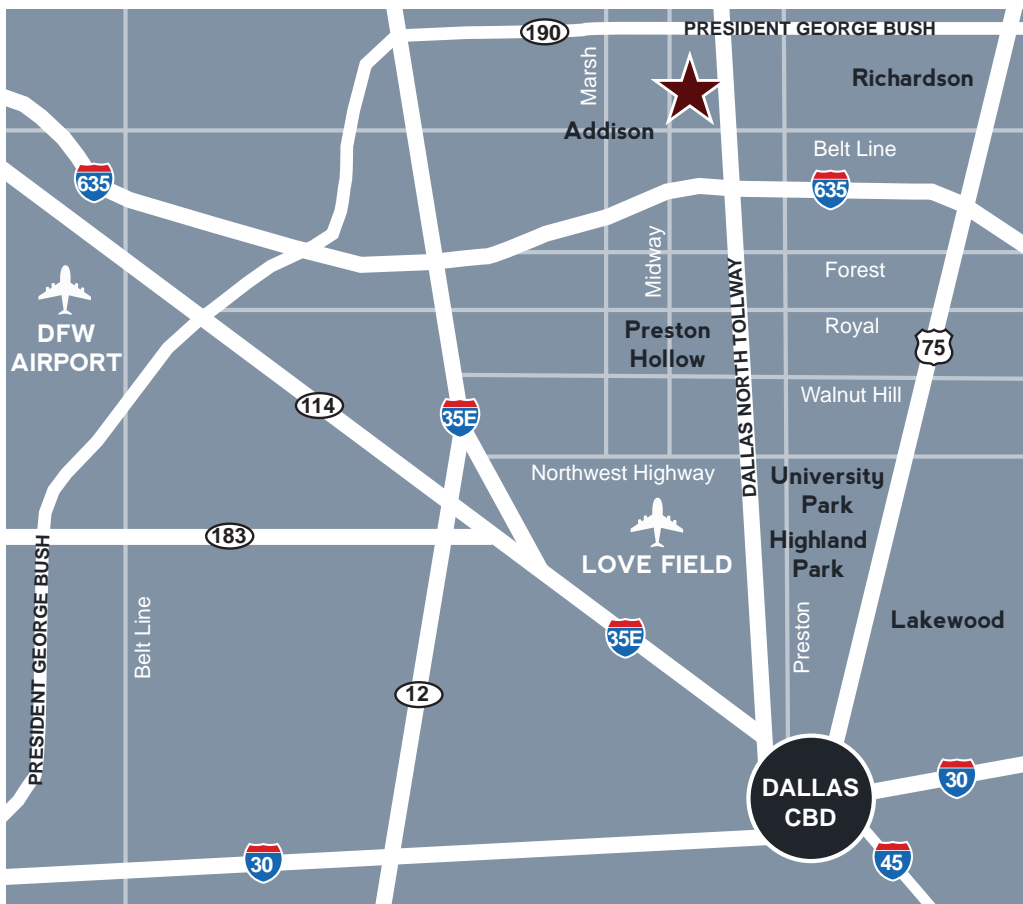 190
PRESIDENT GEORGE BUSH
Marsh
Richardson
Addison
Belt Line
635
635
Midway
Forest
DFW
AIRPORT
Royal
Preston
Hollow
DALLAS NORTH TOLLWAY
75
Walnut Hill
114
35E
Northwest Highway
University
Park
183
LOVE FIELD
Highland
Park
PRESIDENT GEORGE BUSH
Belt Line
35E
Preston
Lakewood
12
DALLAS
CBD
30
30
45